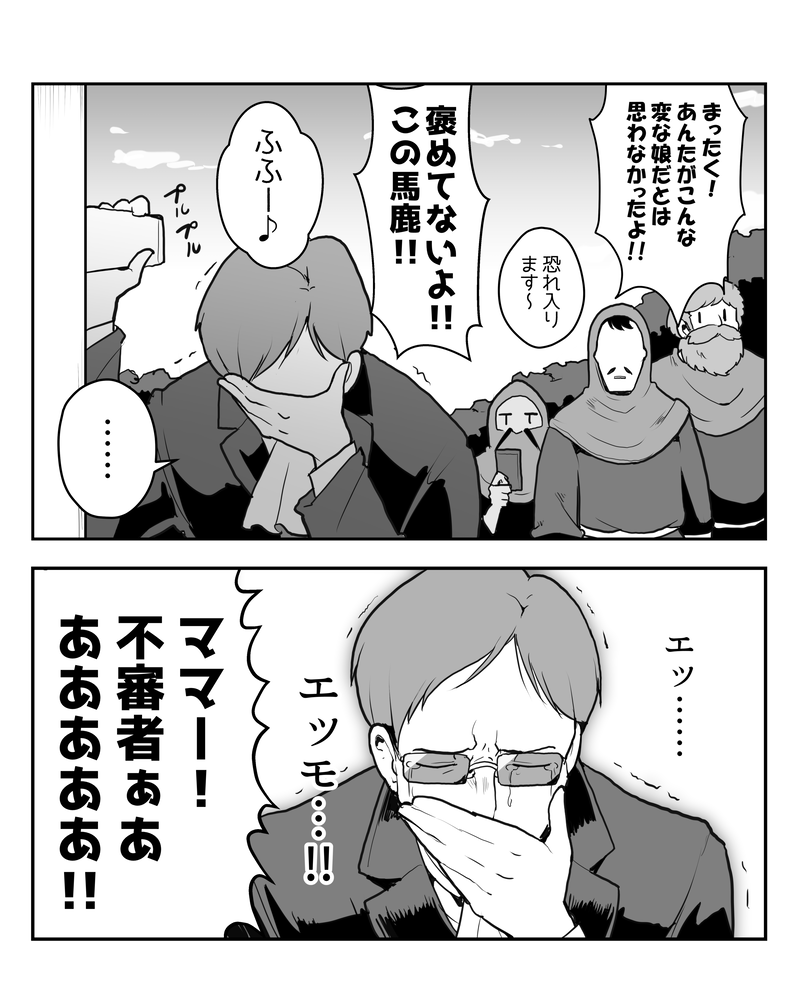 まったく！
あんたがこんな
変な娘だとは
思わなかったよ!!
恐れ入り
ます～
褒めてないよ!!
この馬鹿!!
ふふー♪
プルプル
……
エッ……
エッモ…!!
ママー！
不審者ぁあ
あああああ!!